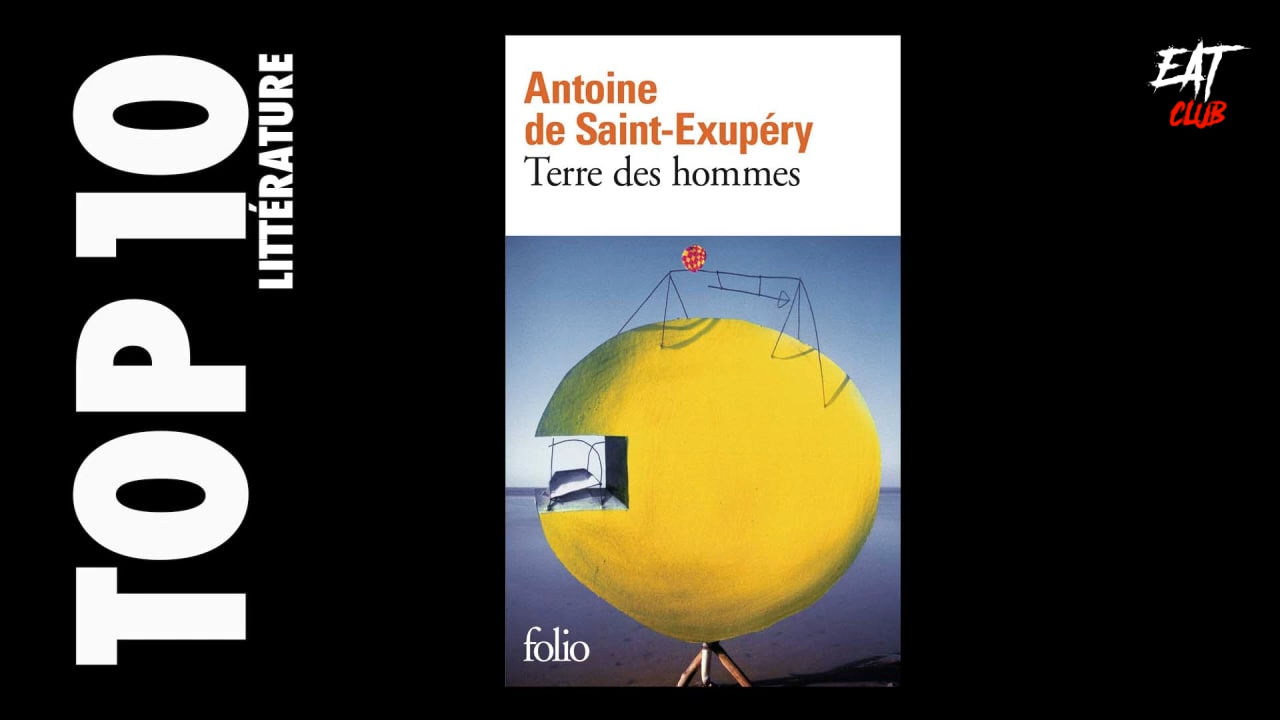 TOP 10
LITTÉRATURE
Antoine
de Saint-Exupéry
Terre des hommes
folio
EAT
CLUB